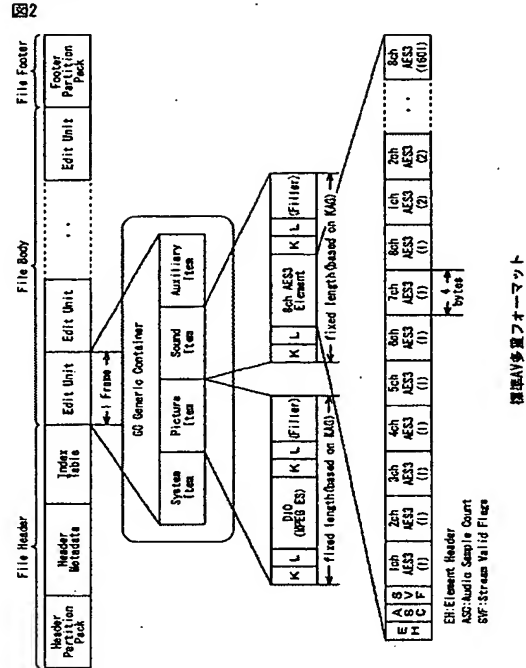 図2
File Header
File Body
File Footer
Header Partition Pack
Header Metadata
Index Table
Edit Unit
Edit Unit
. .
Edit Unit
Footer Partition Pack
1 Frame
GC Generic Container
System Item
Picture Item
Sound Item
Auxiliary Item
K L
(MPEG ES)
K L (Filler)
K L
8ch AES3 Element
K L (Filler)
fixed length(based on KAG)
fixed length(based on KAG)
EH
ASC
SVF
1ch AES3 (1)
2ch AES3 (1)
3ch AES3 (1)
4ch AES3 (1)
5ch AES3 (1)
6ch AES3 (1)
7ch AES3 (1)
8ch AES3 (1)
1ch AES3 (2)
2ch AES3 (2)
. .
8ch AES3 (1601)
4 bytes
EH:Element Header
ASC:Audio Sample Count
SVF:Stream Valid Flags
標準AV多重フォーマット